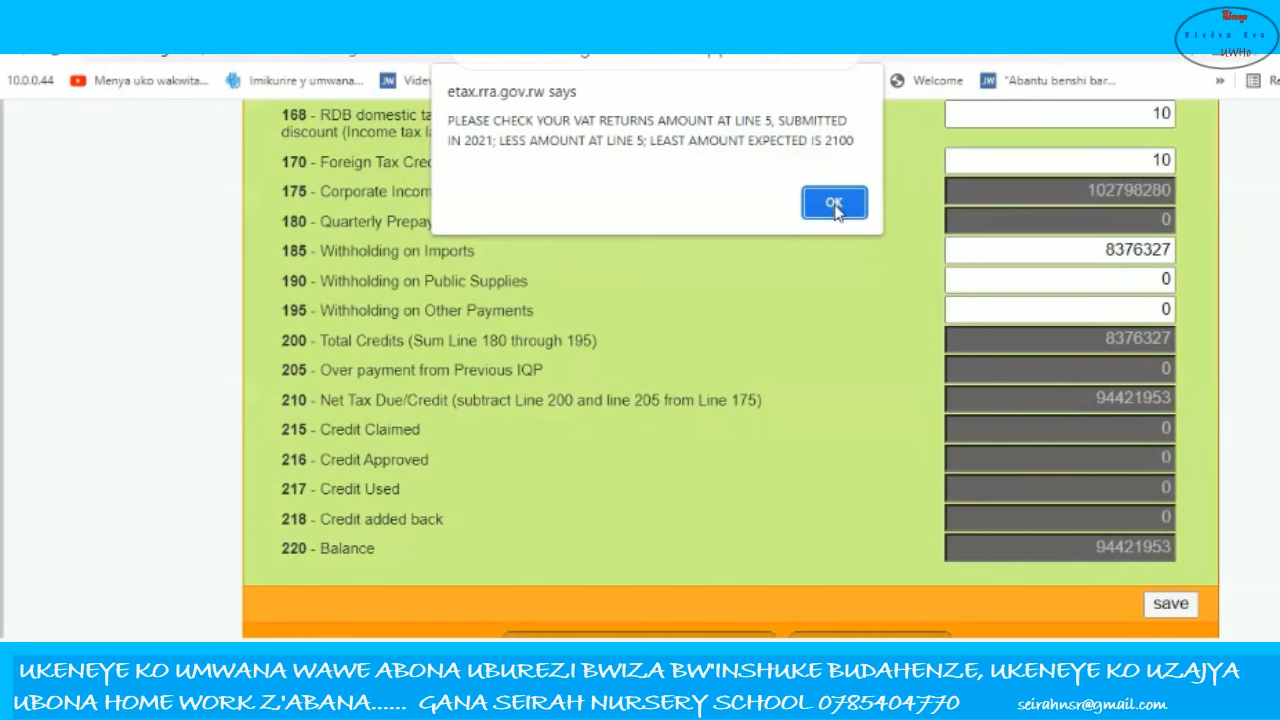 UWHo
10.0.0.44
Menya uko wakwita...
Imikurire y umwana...
JW
Welcome
JW
"Abantu benshi bar...
»
etax.rra.gov.rw says
PLEASE CHECK YOUR VAT RETURNS AMOUNT AT LINE 5, SUBMITTED
IN 2021; LESS AMOUNT AT LINE 5; LEAST AMOUNT EXPECTED IS 2100
OK
168 - RDB domestic
discount (Income tax
10
170 - Foreign Tax
10
175 - Corporate
102798280
180 - Quarterly
0
185 - Withholding on Imports
8376327
190 - Withholding on Public Supplies
0
195 - Withholding on Other Payments
0
200 - Total Credits (Sum Line 180 through 195)
8376327
205 - Over payment from Previous IQP
0
210 - Net Tax Due/Credit (subtract Line 200 and line 205 from Line 175)
94421953
215 - Credit Claimed
0
216 - Credit Approved
0
217 - Credit Used
0
218 - Credit added back
0
220 - Balance
94421953
save
UKENEYE KO UMWANA WAWE ABONA UBUREZI BWIZA BW"INSHUKE BUDAHENZE, UKENEYE KO UZAJYA
UBONA HOME WORK Z'ABANA...... GANA SEIRAH NURSERY SCHOOL 0785404770
seirahnsr@gmail.com